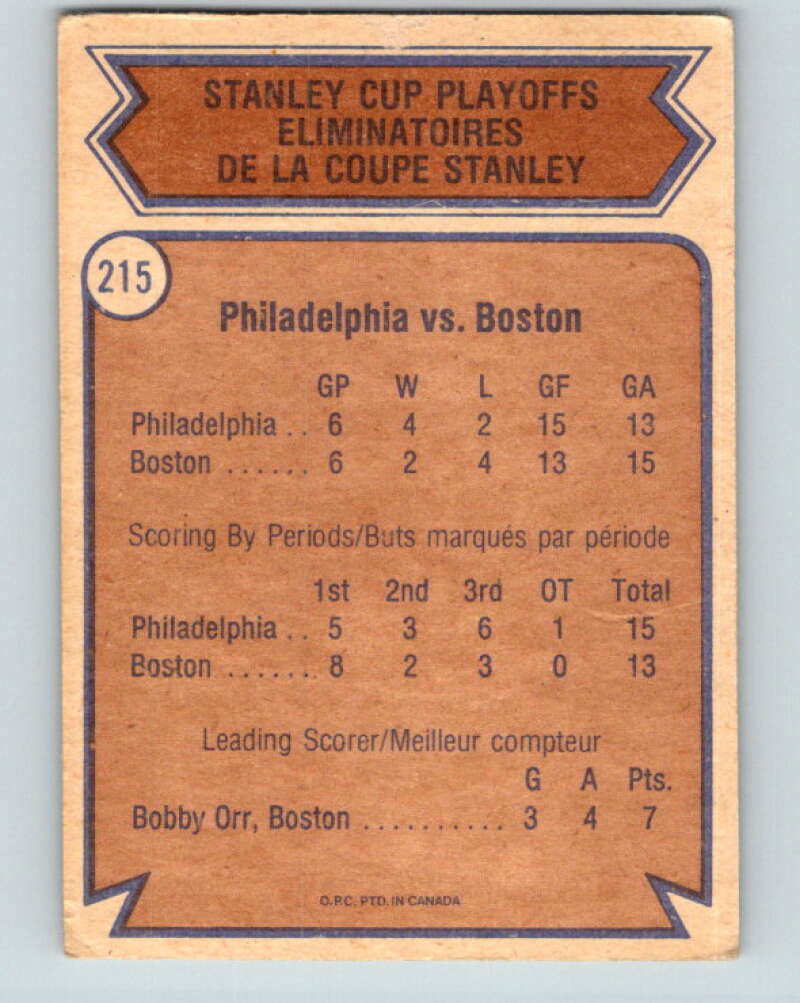 STANLEY CUP PLAYOFFS
ELIMINATOIRES
DE LA COUPE STANLEY
215
Philadelphia vs. Boston
GP W L GF GA
Philadelphia . . 6 4 2 15 13
Boston . . . . . . 6 2 4 13 15
Scoring By Periods/Buts marqués par période
1st 2nd 3rd OT Total
Philadelphia . . 5 3 6 1 15
Boston . . . . . . . 8 2 3 0 13
Leading Scorer/Meilleur compteur
G A Pts.
Bobby Orr, Boston . . . . . . . . . . 3 4 7
O.P.C. PTD. IN CANADA